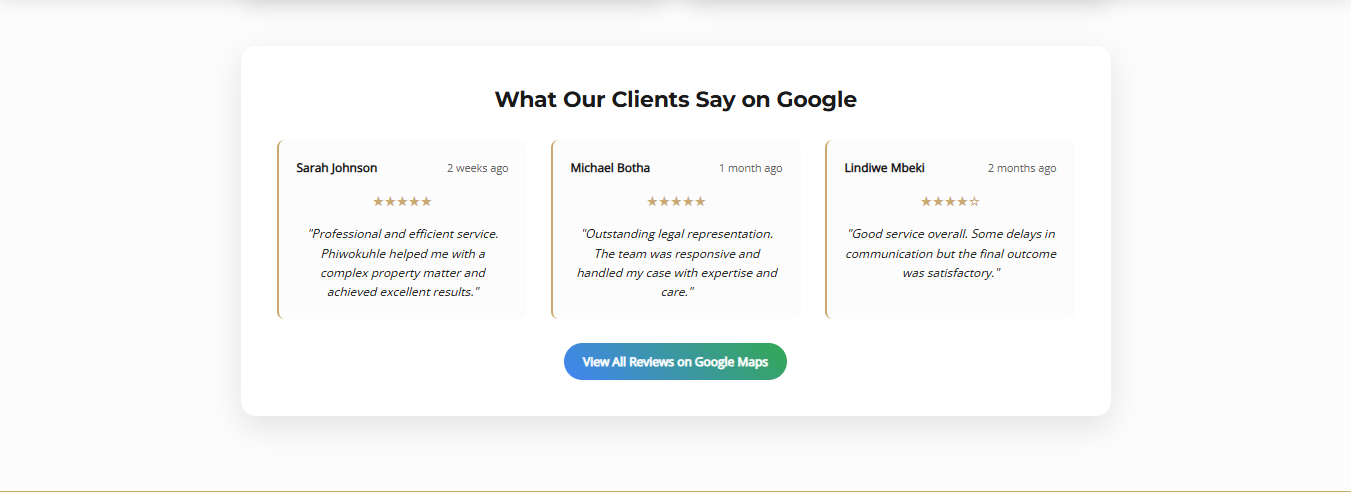 What Our Clients Say on Google
Sarah Johnson 2 weeks ago
★★★★★
"Professional and efficient service.
Phiwokuhle helped me with a
complex property matter and
achieved excellent results."
Michael Botha 1 month ago
★★★★★
"Outstanding legal representation.
The team was responsive and
handled my case with expertise and
care."
Lindiwe Mbeki 2 months ago
★★★★☆
"Good service overall. Some delays in
communication but the final outcome
was satisfactory."
View All Reviews on Google Maps